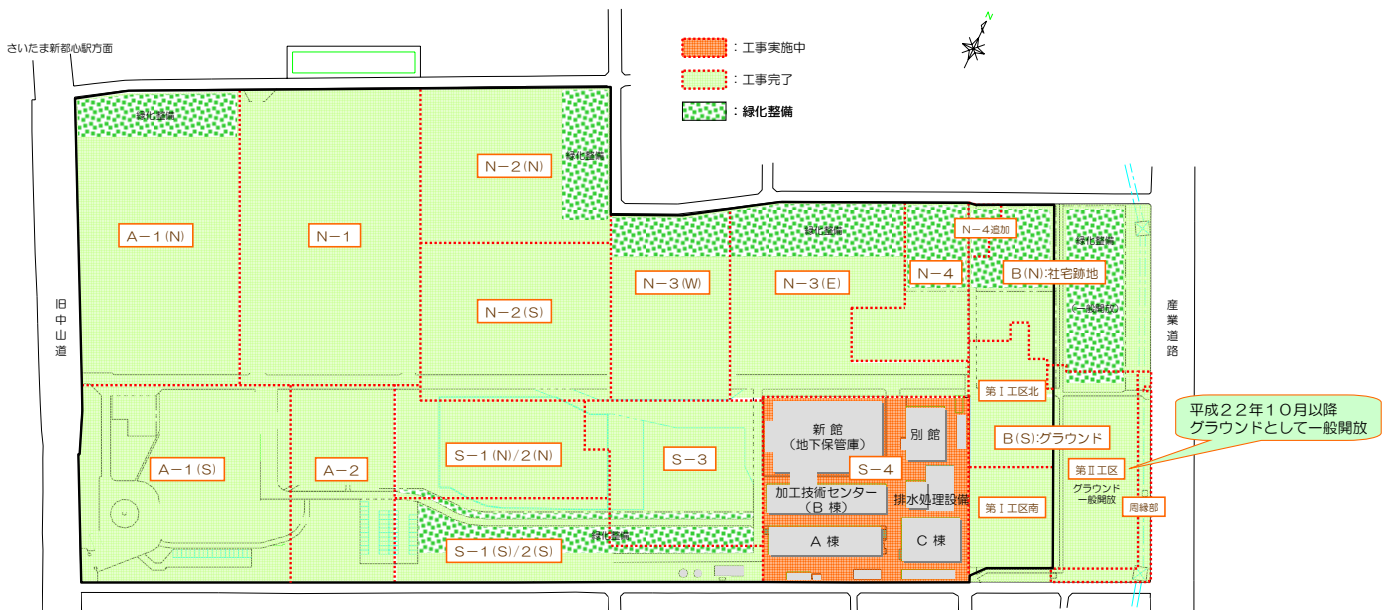 N
さいたま新都心駅方面
：工事実施中
：工事完了
：緑化整備
緑化整備
N-2(N)
緑化整備
A-1(N)
N-1
N-4追加
緑化整備
緑化整備
N-3(W)
N-3(E)
N-4
B(N):社宅跡地
旧中山道
N-2(S)
(一般開放)
産業道路
第Ⅰ工区北
平成２２年１０月以降
グラウンドとして一般開放
新 館
(地下保管庫)
別 館
B(S):グラウンド
A-1(S)
A-2
S-1(N)/2(N)
S-3
S-4
第Ⅱ工区
グラウンド
一般開放
加工技術センター
(B 棟)
排水処理設備
第Ⅰ工区南
周縁部
緑化整備
S-1(S)/2(S)
A 棟
C 棟